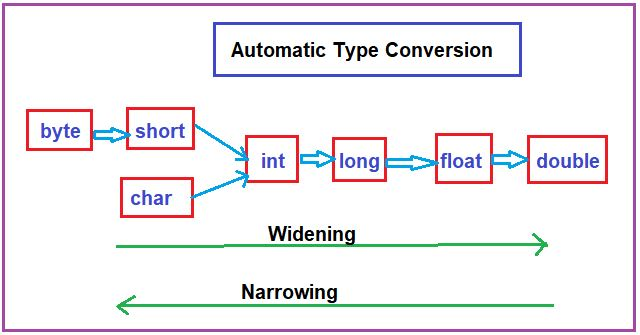 Automatic Type Conversion
byte
short
char
int
long
float
double
Widening
Narrowing